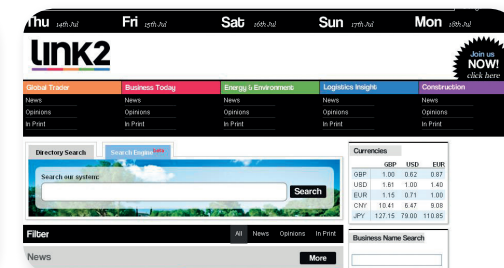 Thu 14th Jul Fri 15th Jul Sat 16th Jul Sun 17th Jul Mon 18th Jul
LINK2
Join us
NOW!
click here
Global Trader Business Today Energy & Environment Logistics Insight Construction
News News News News News
Opinions Opinions Opinions Opinions Opinions
In Print In Print In Print In Print In Print
Directory Search Search Engine beta
Search our system:
Search
Currencies
GBP USD EUR
GBP 1.00 0.62 0.87
USD 1.61 1.00 1.40
EUR 1.15 0.71 1.00
CNY 10.41 6.47 9.08
JPY 127.15 79.00 110.85
Filter All News Opinions In Print
Business Name Search
News More